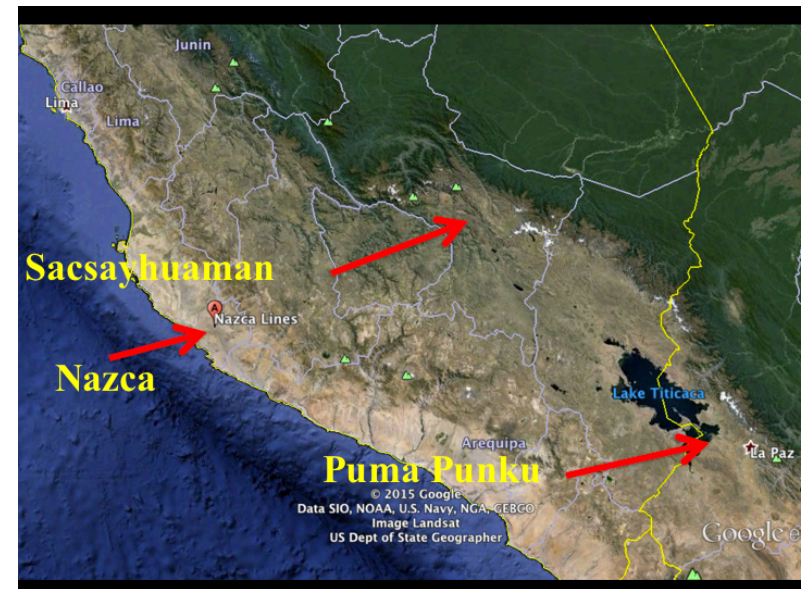 Junin
Callao
Lima
Lima
Sacsayhuaman
A
Nazca Lines
Nazca
Lake Titicaca
Arequipa
La Paz
Puma Punku
© 2015 Google
Data SIO, NOAA, U.S. Navy, NGA, GEBCO
Image Landsat
US Dept of State Geographer
Google e